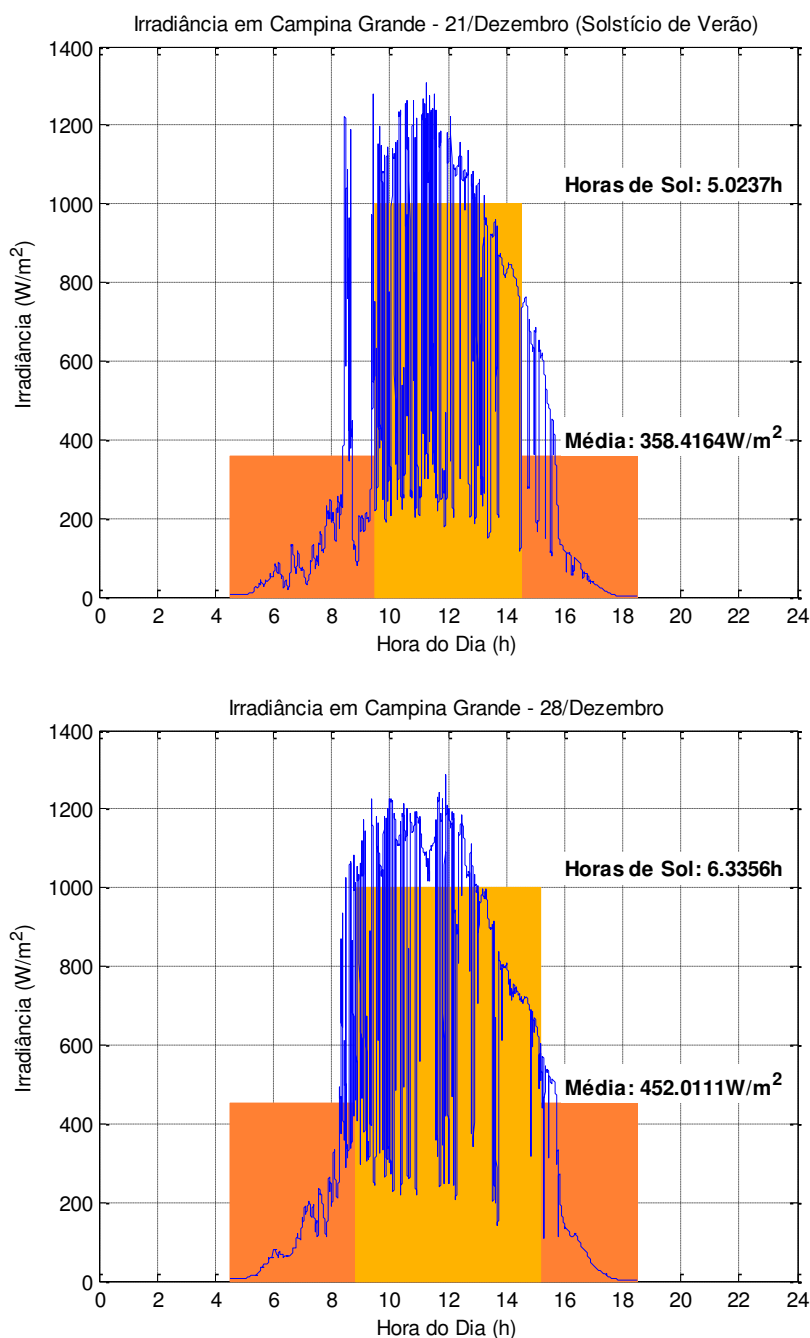 Irradiância em Campina Grande - 21/Dezembro (Solstício de Verão)
1400
1200
1000
800
600
400
200
0
Irradiância (W/m²)
Horas de Sol: 5.0237h
Média: 358.4164W/m²
0 2 4 6 8 10 12 14 16 18 20 22 24
Hora do Dia (h)
Irradiância em Campina Grande - 28/Dezembro
1400
1200
1000
800
600
400
200
0
Irradiância (W/m²)
Horas de Sol: 6.3356h
Média: 452.0111W/m²
0 2 4 6 8 10 12 14 16 18 20 22 24
Hora do Dia (h)